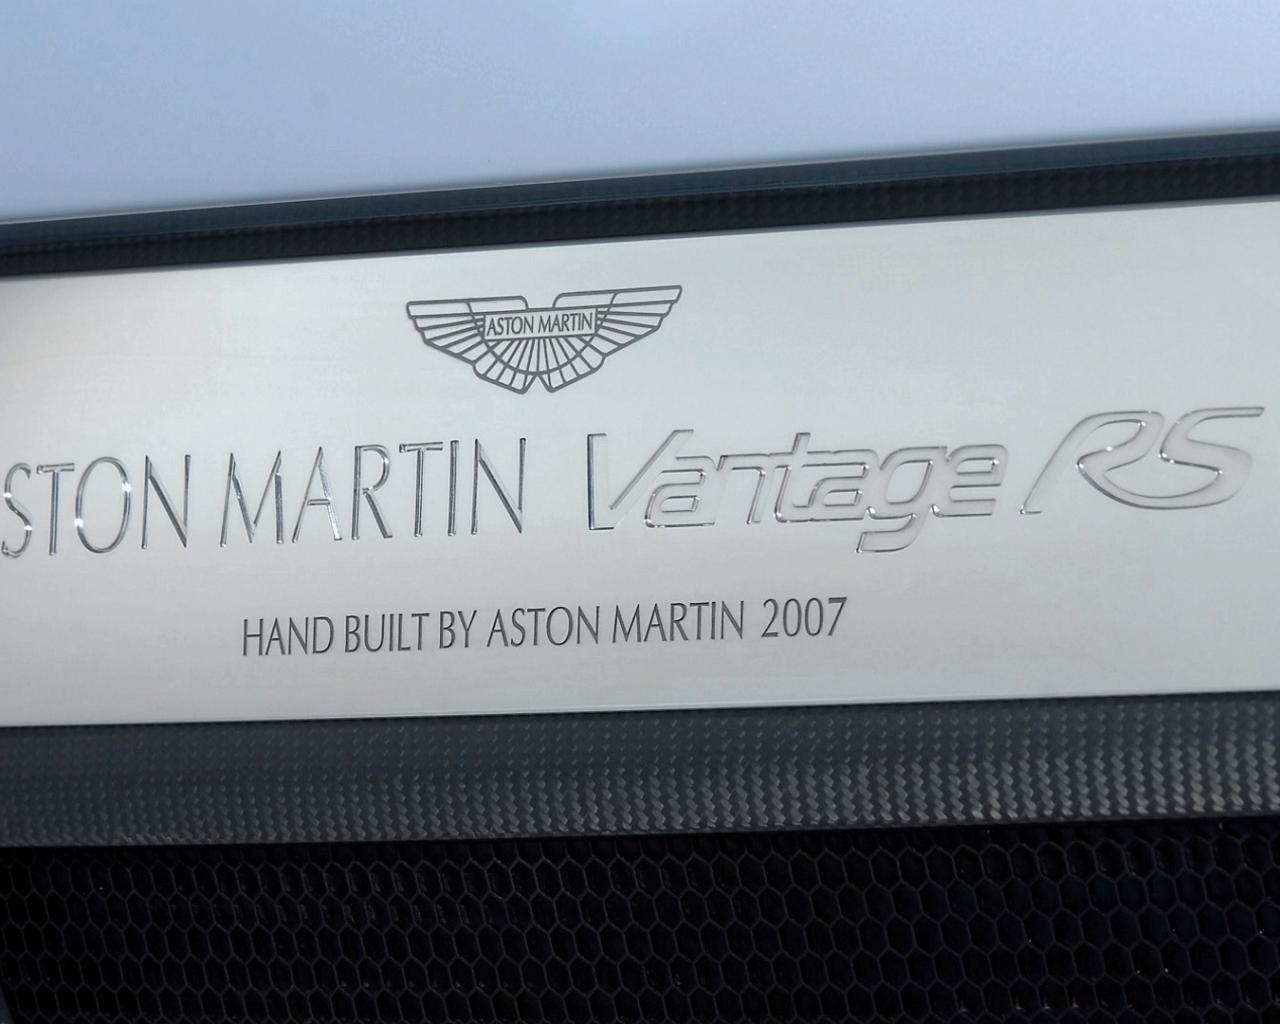 ASTON MARTIN
STON MARTIN Vantage RS
HAND BUILT BY ASTON MARTIN 2007